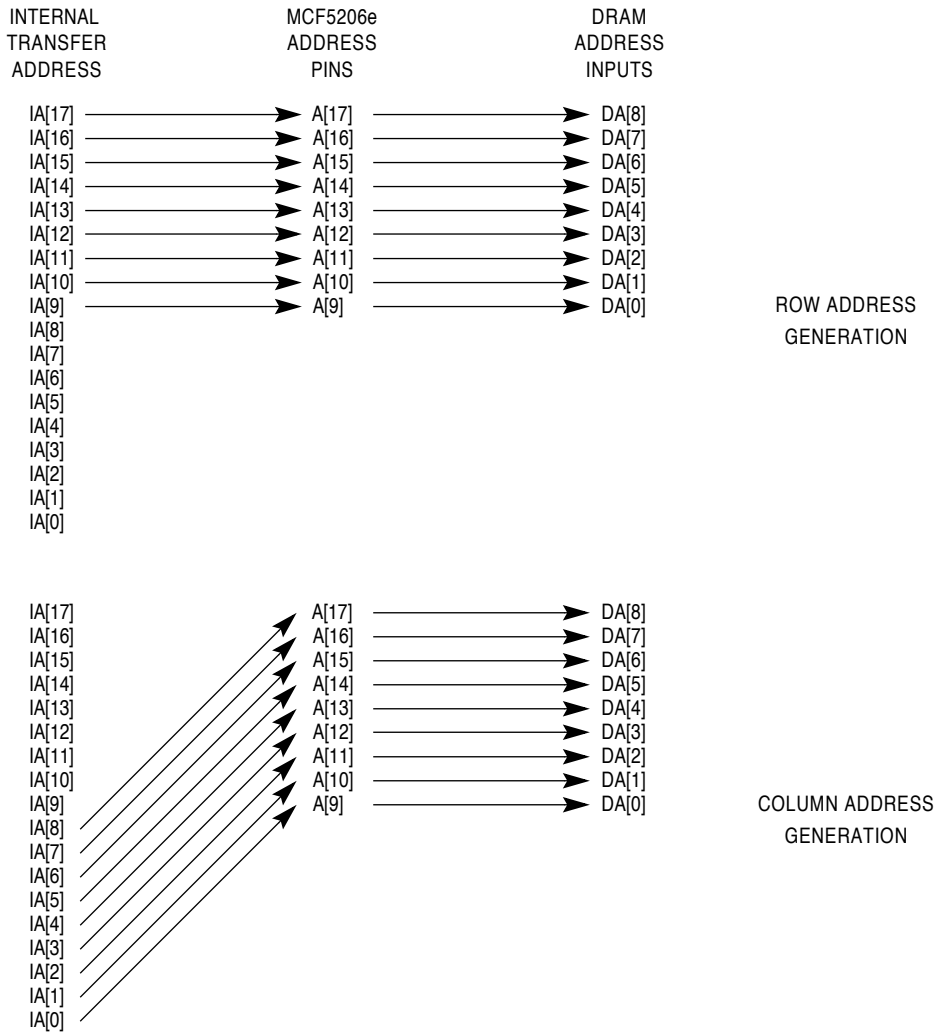 INTERNAL TRANSFER ADDRESS
MCF5206e ADDRESS PINS
DRAM ADDRESS INPUTS
IA[17] A[17] DA[8]
IA[16] A[16] DA[7]
IA[15] A[15] DA[6]
IA[14] A[14] DA[5]
IA[13] A[13] DA[4]
IA[12] A[12] DA[3]
IA[11] A[11] DA[2]
IA[10] A[10] DA[1]
IA[9] A[9] DA[0]
IA[8]
IA[7]
IA[6]
IA[5]
IA[4]
IA[3]
IA[2]
IA[1]
IA[0]
ROW ADDRESS
GENERATION
IA[17] A[17] DA[8]
IA[16] A[16] DA[7]
IA[15] A[15] DA[6]
IA[14] A[14] DA[5]
IA[13] A[13] DA[4]
IA[12] A[12] DA[3]
IA[11] A[11] DA[2]
IA[10] A[10] DA[1]
IA[9] A[9] DA[0]
IA[8]
IA[7]
IA[6]
IA[5]
IA[4]
IA[3]
IA[2]
IA[1]
IA[0]
COLUMN ADDRESS
GENERATION